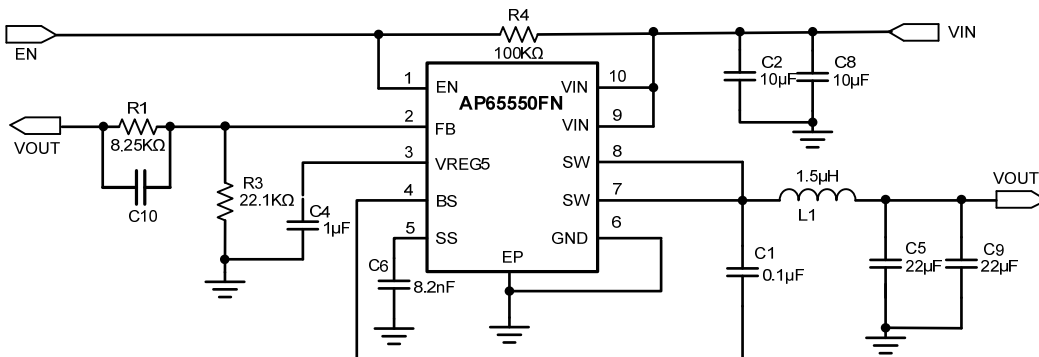 R4
EN
VIN
100KΩ
C2
10µF
C8
10µF
1
EN
AP65550FN
VIN
10
R1
2
FB
VIN
9
VOUT
8.25KΩ
3
VREG5
SW
8
C10
R3
22.1KΩ
4
BS
SW
7
1.5µH
L1
VOUT
C4
1µF
5
SS
GND
6
EP
C6
8.2nF
C1
0.1µF
C5
22µF
C9
22µF